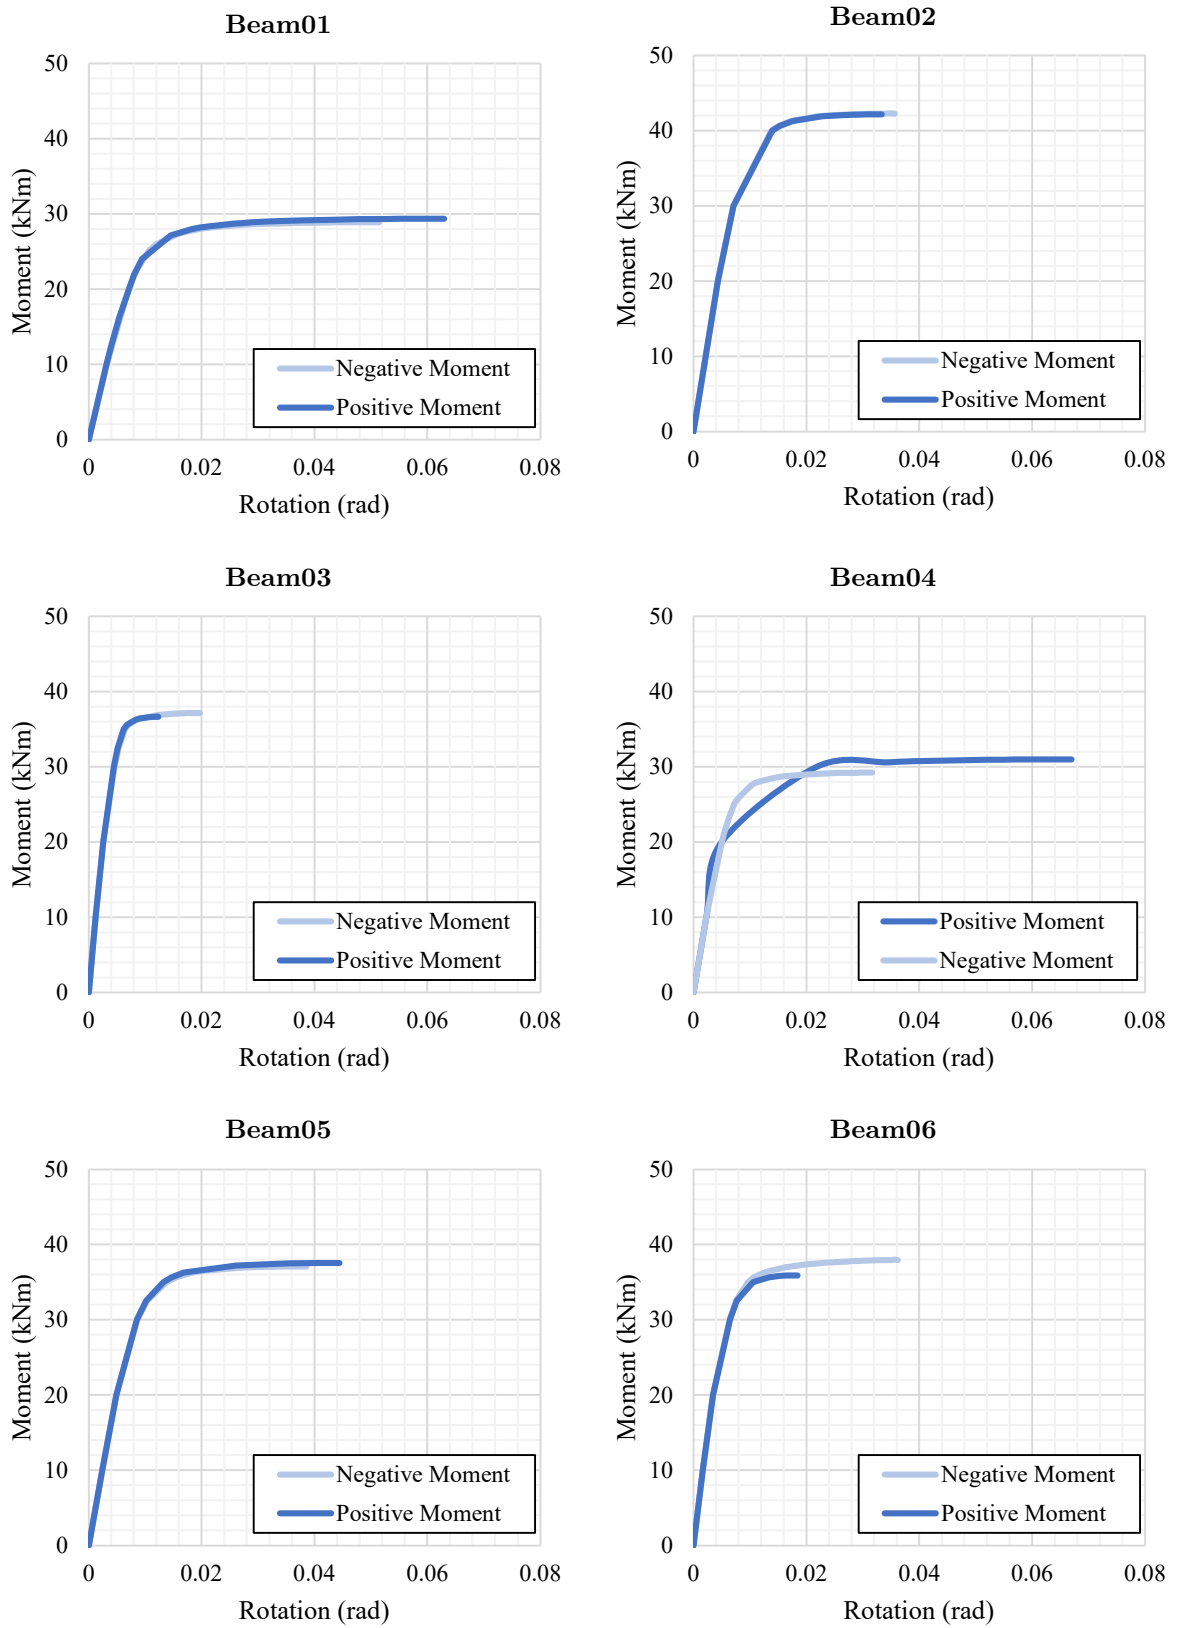 Beam01
50
40
30
20
10
0
Moment (kNm)
0 0.02 0.04 0.06 0.08
Rotation (rad)
Negative Moment
Positive Moment
Beam02
50
40
30
20
10
0
Moment (kNm)
0 0.02 0.04 0.06 0.08
Rotation (rad)
Negative Moment
Positive Moment
Beam03
50
40
30
20
10
0
Moment (kNm)
0 0.02 0.04 0.06 0.08
Rotation (rad)
Negative Moment
Positive Moment
Beam04
50
40
30
20
10
0
Moment (kNm)
0 0.02 0.04 0.06 0.08
Rotation (rad)
Positive Moment
Negative Moment
Beam05
50
40
30
20
10
0
Moment (kNm)
0 0.02 0.04 0.06 0.08
Rotation (rad)
Negative Moment
Positive Moment
Beam06
50
40
30
20
10
0
Moment (kNm)
0 0.02 0.04 0.06 0.08
Rotation (rad)
Negative Moment
Positive Moment